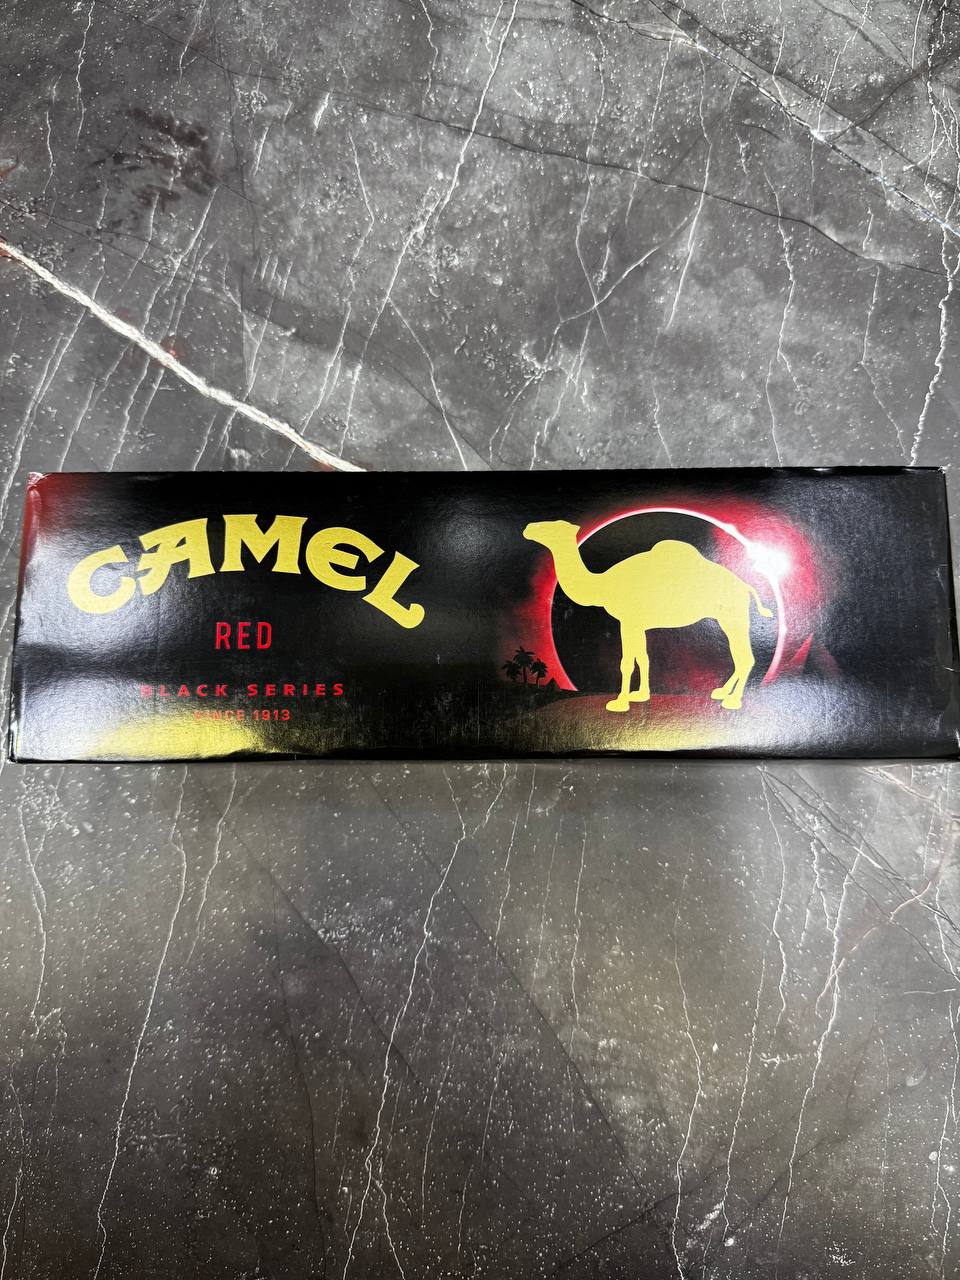 CAMEL
RED
BLACK SERIES
SINCE 1913